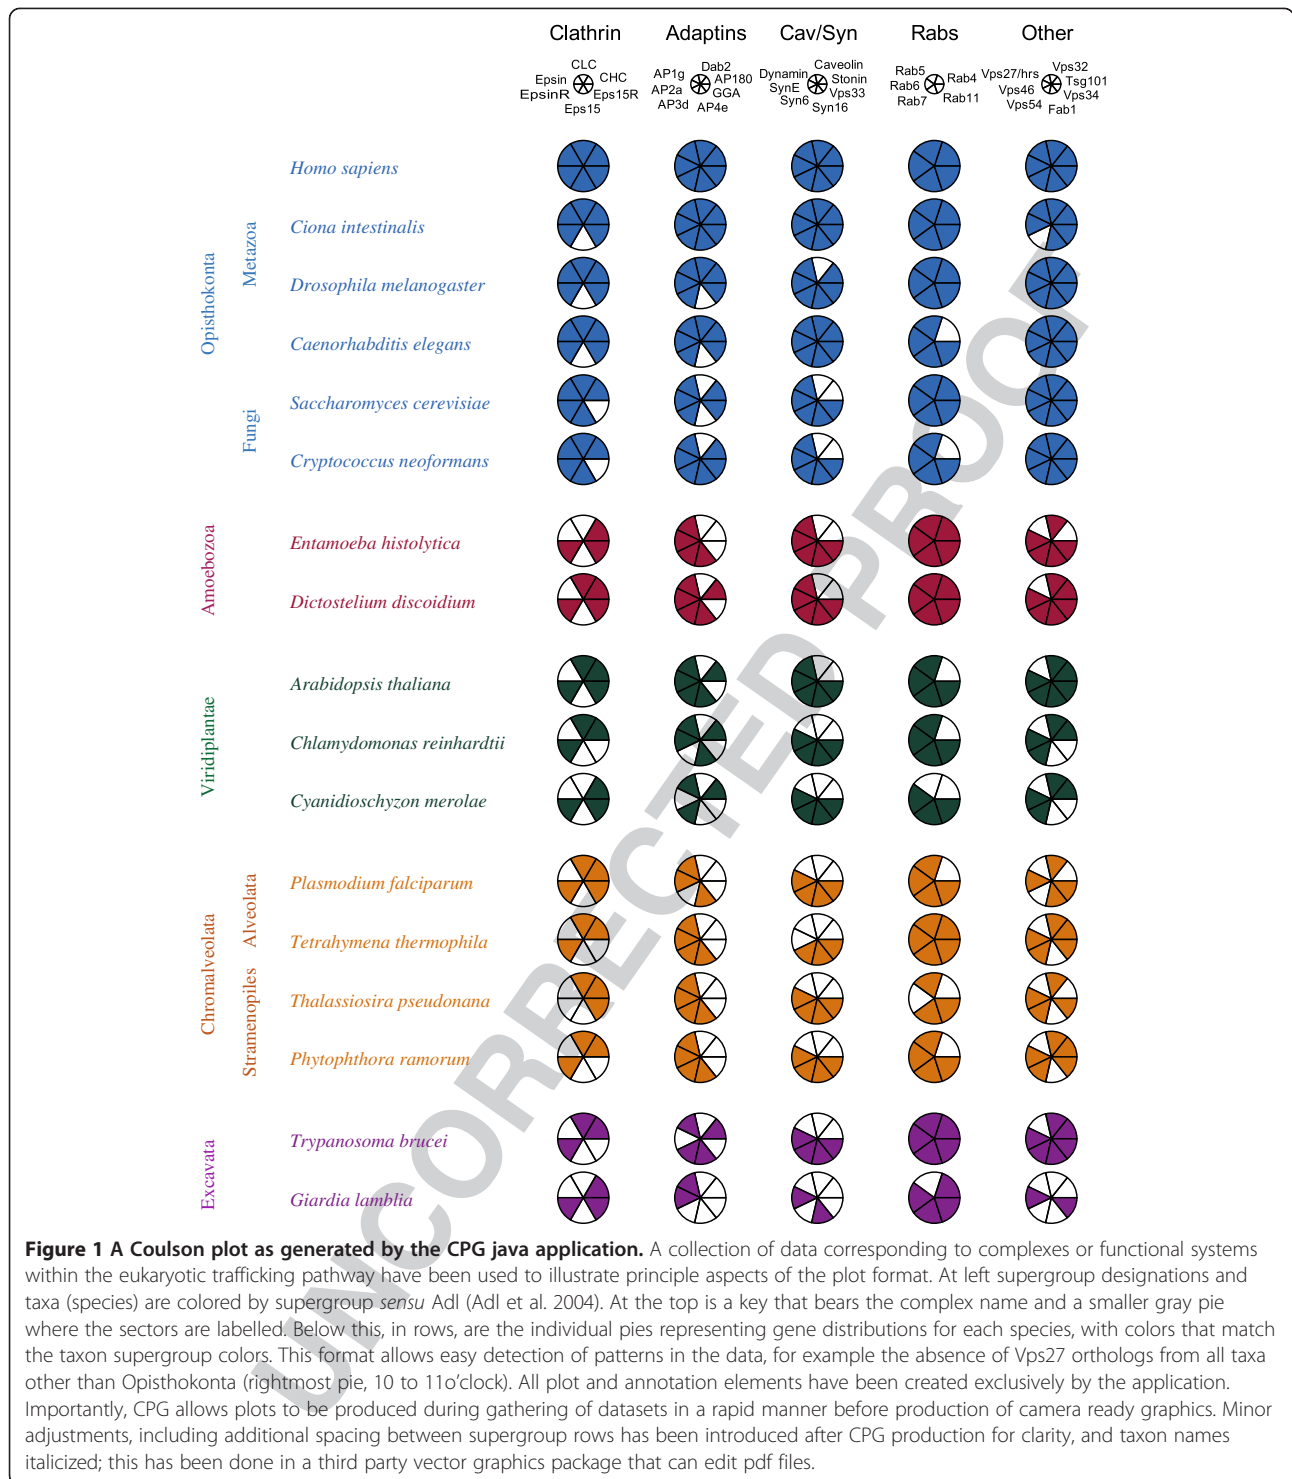 Clathrin Adaptins Cav/Syn Rabs Other
CLC
CHC
Eps15R
Eps15
EpsinR
Epsin
Dab2
AP180
GGA
AP4e
AP3d
AP2a
AP1g
Caveolin
Stonin
Vps33
Syn16
Syn6
SynE
Dynamin
Rab4
Rab11
Rab7
Rab6
Rab5
Vps32
Tsg101
Vps34
Fab1
Vps54
Vps46
Vps27/hrs
Opisthokonta
Metazoa
Homo sapiens
Ciona intestinalis
Drosophila melanogaster
Caenorhabditis elegans
Fungi
Saccharomyces cerevisiae
Cryptococcus neoformans
Amoebozoa
Entamoeba histolytica
Dictostelium discoidium
Viridiplantae
Arabidopsis thaliana
Chlamydomonas reinhardtii
Cyanidioschyzon merolae
Chromalveolata
Alveolata
Plasmodium falciparum
Tetrahymena thermophila
Stramenopiles
Thalassiosira pseudonana
Phytophthora ramorum
Excavata
Trypanosoma brucei
Giardia lamblia
UNCORRECTED PROOF
Figure 1 A Coulson plot as generated by the CPG java application. A collection of data corresponding to complexes or functional systems
within the eukaryotic trafficking pathway have been used to illustrate principle aspects of the plot format. At left supergroup designations and
taxa (species) are colored by supergroup sensu Adl (Adl et al. 2004). At the top is a key that bears the complex name and a smaller gray pie
where the sectors are labelled. Below this, in rows, are the individual pies representing gene distributions for each species, with colors that match
the taxon supergroup colors. This format allows easy detection of patterns in the data, for example the absence of Vps27 orthologs from all taxa
other than Opisthokonta (rightmost pie, 10 to 11o'clock). All plot and annotation elements have been created exclusively by the application.
Importantly, CPG allows plots to be produced during gathering of datasets in a rapid manner before production of camera ready graphics. Minor
adjustments, including additional spacing between supergroup rows has been introduced after CPG production for clarity, and taxon names
italicized; this has been done in a third party vector graphics package that can edit pdf files.